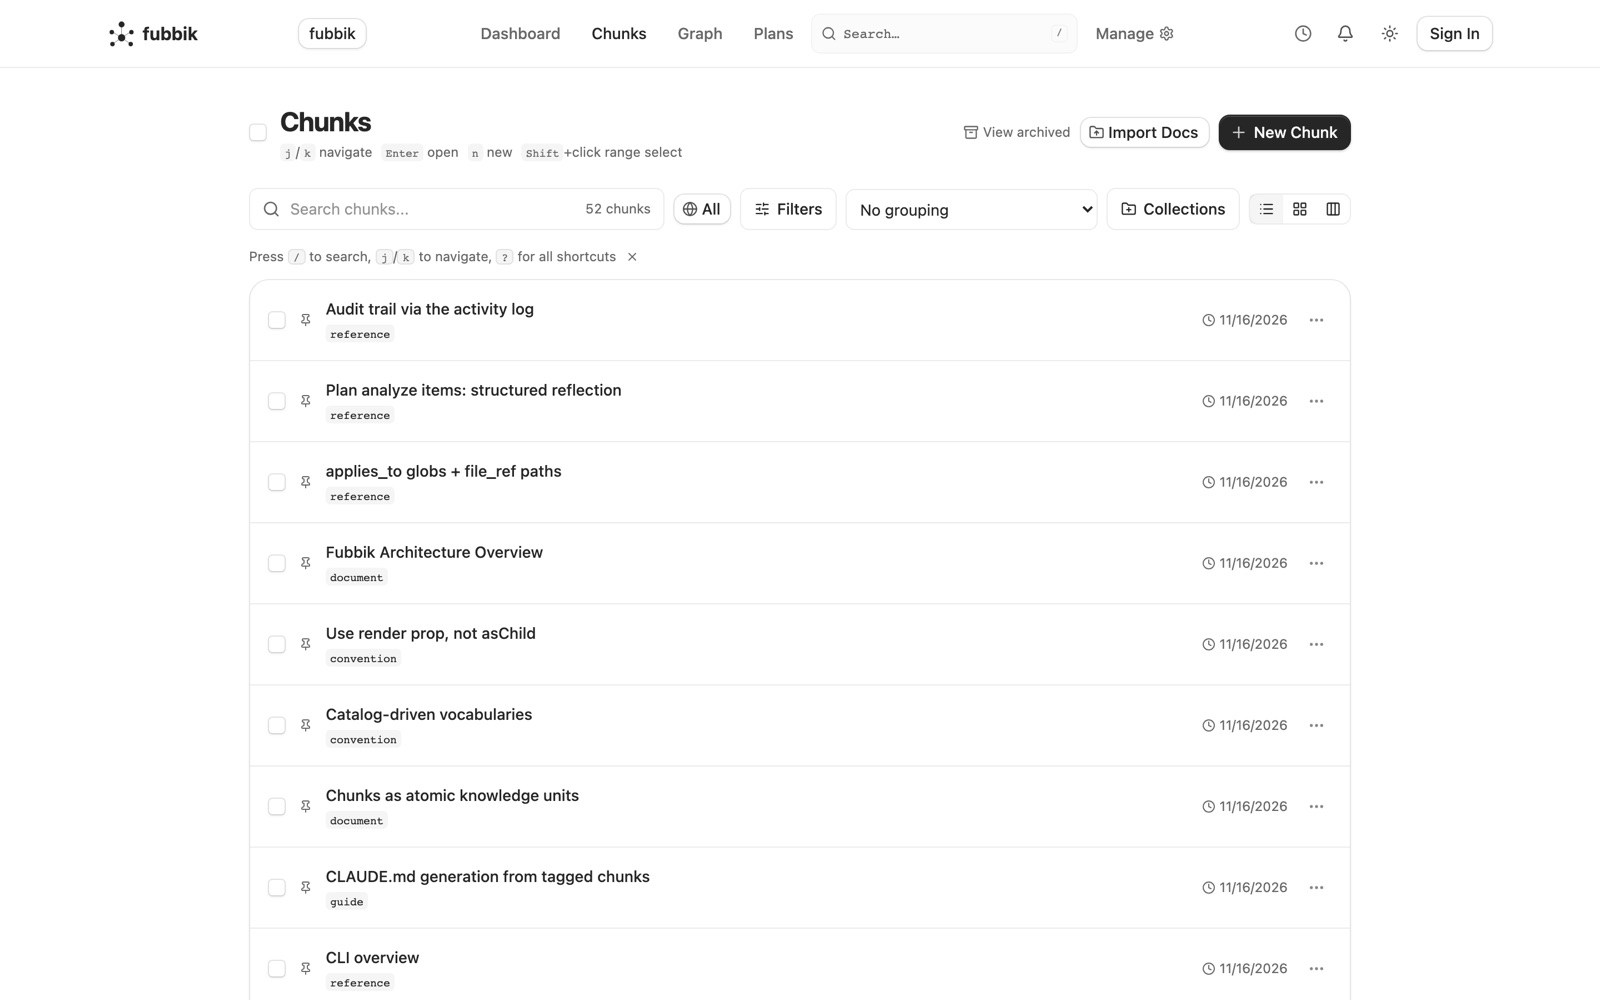 fubbik
fubbik
Dashboard
Chunks
Graph
Plans
Search…
/
Manage
Sign In
Chunks
j / k navigate Enter open n new Shift +click range select
View archived
Import Docs
New Chunk
Search chunks...
52 chunks
All
Filters
No grouping
Collections
Press / to search, j / k to navigate, ? for all shortcuts ×
Audit trail via the activity log
reference
11/16/2026
Plan analyze items: structured reflection
reference
11/16/2026
applies_to globs + file_ref paths
reference
11/16/2026
Fubbik Architecture Overview
document
11/16/2026
Use render prop, not asChild
convention
11/16/2026
Catalog-driven vocabularies
convention
11/16/2026
Chunks as atomic knowledge units
document
11/16/2026
CLAUDE.md generation from tagged chunks
guide
11/16/2026
CLI overview
reference
11/16/2026